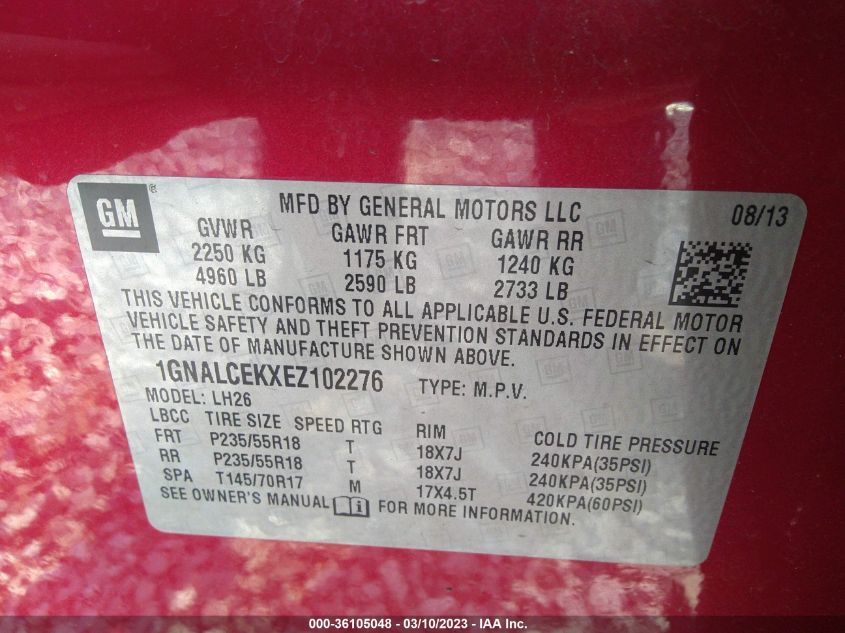 GM ®
MFD BY GENERAL MOTORS LLC 08/13
GVWR GAWR FRT GAWR RR
2250 KG 1175 KG 1240 KG
4960 LB 2590 LB 2733 LB
THIS VEHICLE CONFORMS TO ALL APPLICABLE U.S. FEDERAL MOTOR
VEHICLE SAFETY AND THEFT PREVENTION STANDARDS IN EFFECT ON
THE DATE OF MANUFACTURE SHOWN ABOVE.
1GNALCEKXEZ102276 TYPE: M.P.V.
MODEL: LH26
LBCC TIRE SIZE SPEED RTG RIM COLD TIRE PRESSURE
FRT P235/55R18 T 18X7J 240KPA(35PSI)
RR P235/55R18 T 18X7J 240KPA(35PSI)
SPA T145/70R17 M 17X4.5T 420KPA(60PSI)
SEE OWNER'S MANUAL i FOR MORE INFORMATION.
000-36105048 - 03/10/2023 - IAA Inc.